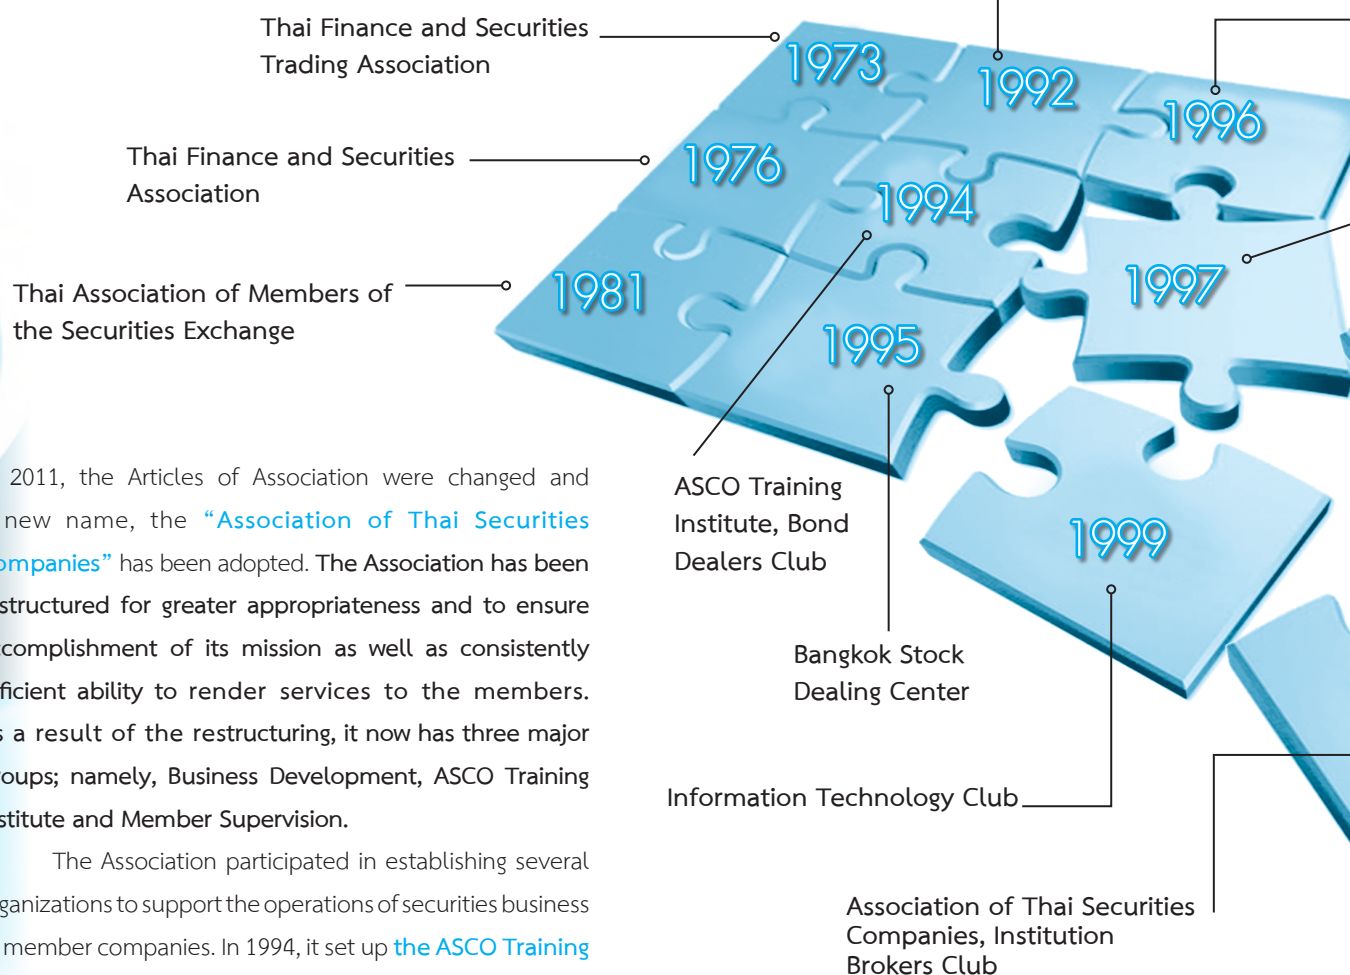 Thai Finance and Securities
Trading Association
1973
1992
1996
Thai Finance and Securities
Association
1976
1994
Thai Association of Members of
the Securities Exchange
1981
1997
1995
ASCO Training
Institute, Bond
Dealers Club
1999
Bangkok Stock
Dealing Center
Information Technology Club
Association of Thai Securities
Companies, Institution
Brokers Club
2011, the Articles of Association were changed and
new name, the “Association of Thai Securities
ompanies” has been adopted. The Association has been
structured for greater appropriateness and to ensure
ccomplishment of its mission as well as consistently
ficient ability to render services to the members.
s a result of the restructuring, it now has three major
roups; namely, Business Development, ASCO Training
stitute and Member Supervision.
The Association participated in establishing several
ganizations to support the operations of securities business
member companies. In 1994, it set up the ASCO Training